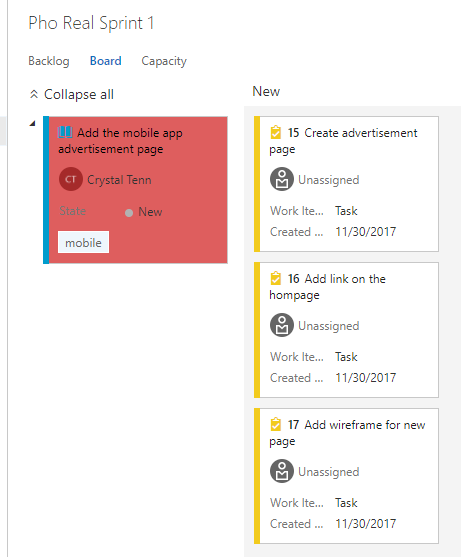 Pho Real Sprint 1
Backlog Board Capacity
Collapse all
Add the mobile app
advertisement page
CT Crystal Tenn
State New
mobile
New
15 Create advertisement
page
Unassigned
Work Ite... Task
Created ... 11/30/2017
16 Add link on the
hompage
Unassigned
Work Ite... Task
Created ... 11/30/2017
17 Add wireframe for new
page
Unassigned
Work Ite... Task
Created ... 11/30/2017